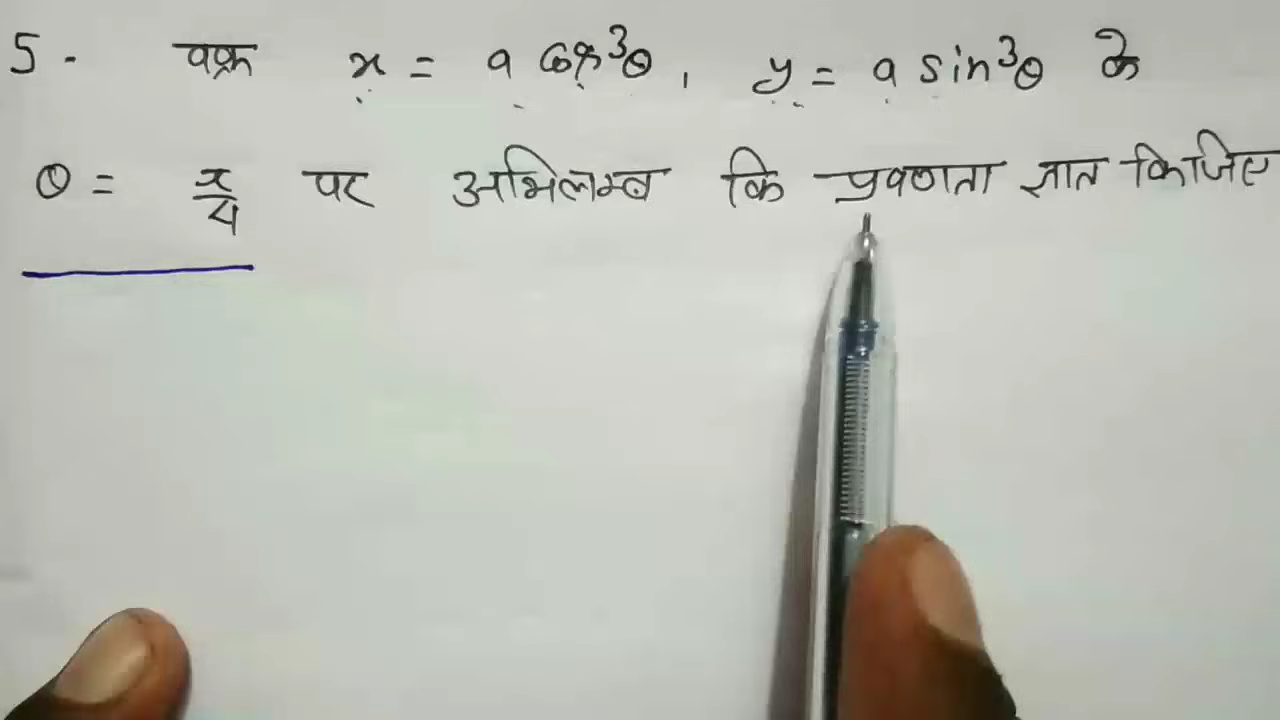 5. वक्र x = a cos³θ, y = a sin³θ के
θ = π/4 पर अभिलम्ब कि प्रवणता ज्ञात किजिए